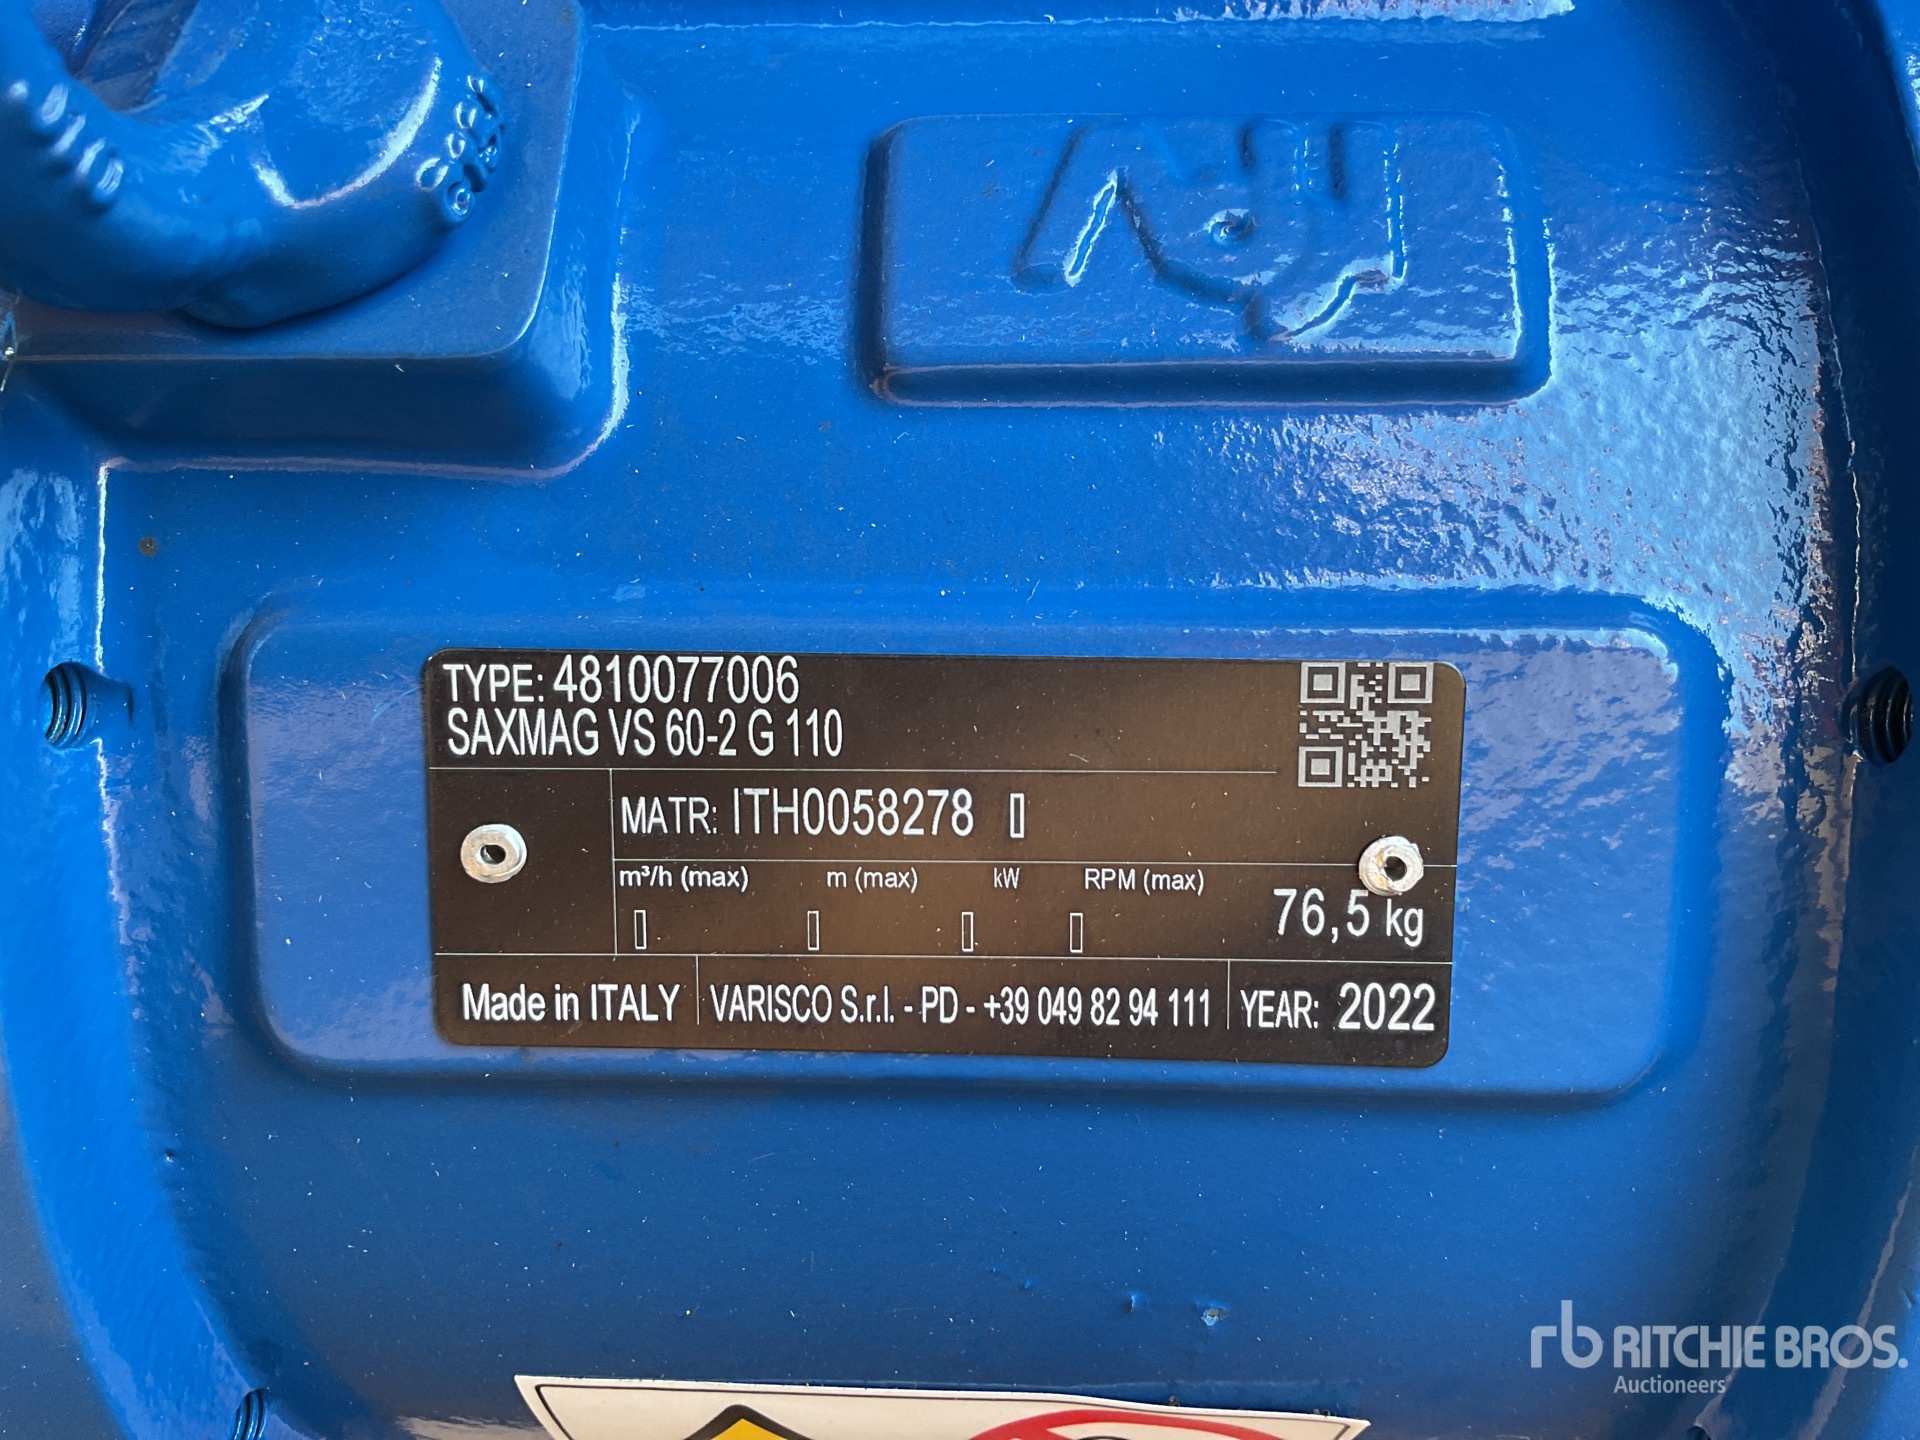 TYPE: 4810077006
SAXMAG VS 60-2 G 110
MATR: ITH0058278
m³/h (max) m (max) kW RPM (max)
76,5 kg
Made in ITALY VARISCO S.r.l. - PD - +39 049 82 94 111 YEAR: 2022
rb RITCHIE BROS.
Auctioneers